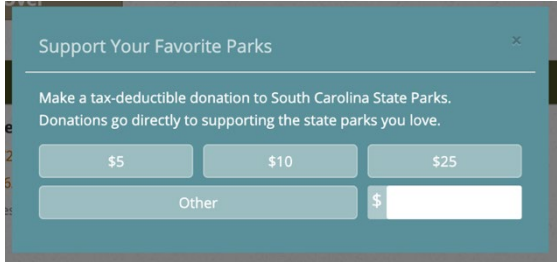 Support Your Favorite Parks ×
Make a tax-deductible donation to South Carolina State Parks.
Donations go directly to supporting the state parks you love.
$5 $10 $25
Other $